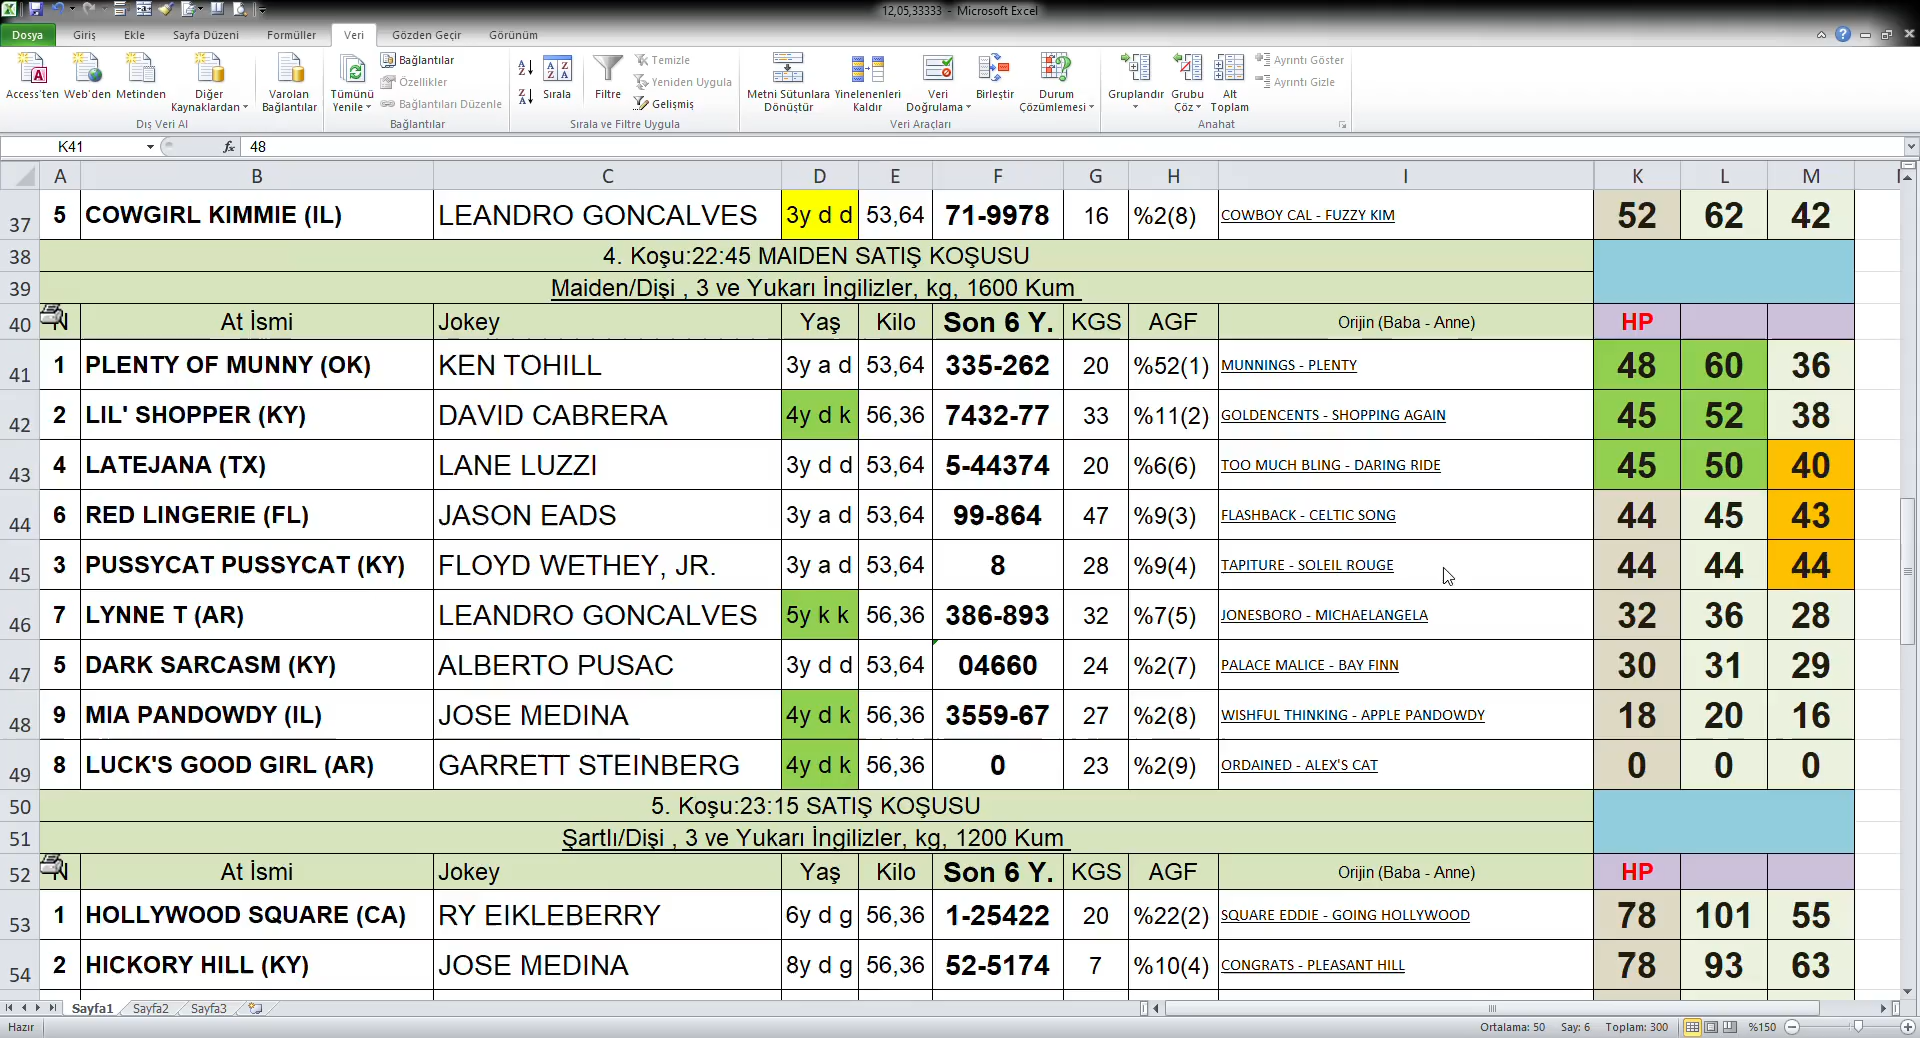 12,05,33333 - Microsoft Excel
Dosya Giriş Ekle Sayfa Düzeni Formüller Veri Gözden Geçir Görünüm
Access'ten Web'den Metinden Diğer Kaynaklardan Varolan Bağlantılar Tümünü Yenile Bağlantılar Özellikler Bağlantıları Düzenle Sırala Filtre Temizle Yeniden Uygula Gelişmiş Metni Sütunlara Dönüştür Yinelenenleri Kaldır Veri Doğrulama Birleştir Durum Çözümlemesi Gruplandır Grubu Çöz Alt Toplam Ayrıntı Göster Ayrıntı Gizle
Dış Veri Al Bağlantılar Sırala ve Filtre Uygula Veri Araçları Anahat
K41 fx 48
A B C D E F G H I K L M
37 5 COWGIRL KIMMIE (IL) LEANDRO GONCALVES 3y d d 53,64 71-9978 16 %2(8) COWBOY CAL - FUZZY KIM 52 62 42
38 4. Koşu:22:45 MAIDEN SATIŞ KOŞUSU
39 Maiden/Dişi , 3 ve Yukarı İngilizler, kg, 1600 Kum
40 N At İsmi Jokey Yaş Kilo Son 6 Y. KGS AGF Orijin (Baba - Anne) HP
41 1 PLENTY OF MUNNY (OK) KEN TOHILL 3y a d 53,64 335-262 20 %52(1) MUNNINGS - PLENTY 48 60 36
42 2 LIL' SHOPPER (KY) DAVID CABRERA 4y d k 56,36 7432-77 33 %11(2) GOLDENCENTS - SHOPPING AGAIN 45 52 38
43 4 LATEJANA (TX) LANE LUZZI 3y d d 53,64 5-44374 20 %6(6) TOO MUCH BLING - DARING RIDE 45 50 40
44 6 RED LINGERIE (FL) JASON EADS 3y a d 53,64 99-864 47 %9(3) FLASHBACK - CELTIC SONG 44 45 43
45 3 PUSSYCAT PUSSYCAT (KY) FLOYD WETHEY, JR. 3y a d 53,64 8 28 %9(4) TAPITURE - SOLEIL ROUGE 44 44 44
46 7 LYNNE T (AR) LEANDRO GONCALVES 5y k k 56,36 386-893 32 %7(5) JONESBORO - MICHAELANGELA 32 36 28
47 5 DARK SARCASM (KY) ALBERTO PUSAC 3y d d 53,64 04660 24 %2(7) PALACE MALICE - BAY FINN 30 31 29
48 9 MIA PANDOWDY (IL) JOSE MEDINA 4y d k 56,36 3559-67 27 %2(8) WISHFUL THINKING - APPLE PANDOWDY 18 20 16
49 8 LUCK'S GOOD GIRL (AR) GARRETT STEINBERG 4y d k 56,36 0 23 %2(9) ORDAINED - ALEX'S CAT 0 0 0
50 5. Koşu:23:15 SATIŞ KOŞUSU
51 Şartlı/Dişi , 3 ve Yukarı İngilizler, kg, 1200 Kum
52 N At İsmi Jokey Yaş Kilo Son 6 Y. KGS AGF Orijin (Baba - Anne) HP
53 1 HOLLYWOOD SQUARE (CA) RY EIKLEBERRY 6y d g 56,36 1-25422 20 %22(2) SQUARE EDDIE - GOING HOLLYWOOD 78 101 55
54 2 HICKORY HILL (KY) JOSE MEDINA 8y d g 56,36 52-5174 7 %10(4) CONGRATS - PLEASANT HILL 78 93 63
Sayfa1 Sayfa2 Sayfa3
Hazır Ortalama: 50 Say: 6 Toplam: 300 %150